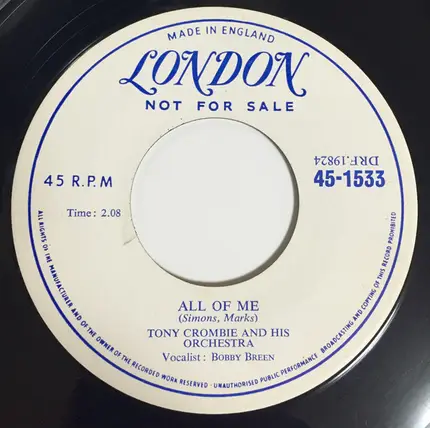 MADE IN ENGLAND
LONDON
NOT FOR SALE
45 R.P.M
DRF.19824
45-1533
Time: 2.08
ALL OF ME
(Simons, Marks)
TONY CROMBIE AND HIS
ORCHESTRA
Vocalist: BOBBY BREEN
ALL RIGHTS OF THE MANUFACTURER AND OF THE OWNER OF THE RECORDED WORK RESERVED · UNAUTHORISED PUBLIC PERFORMANCE BROADCASTING AND COPYING OF THIS RECORD PROHIBITED